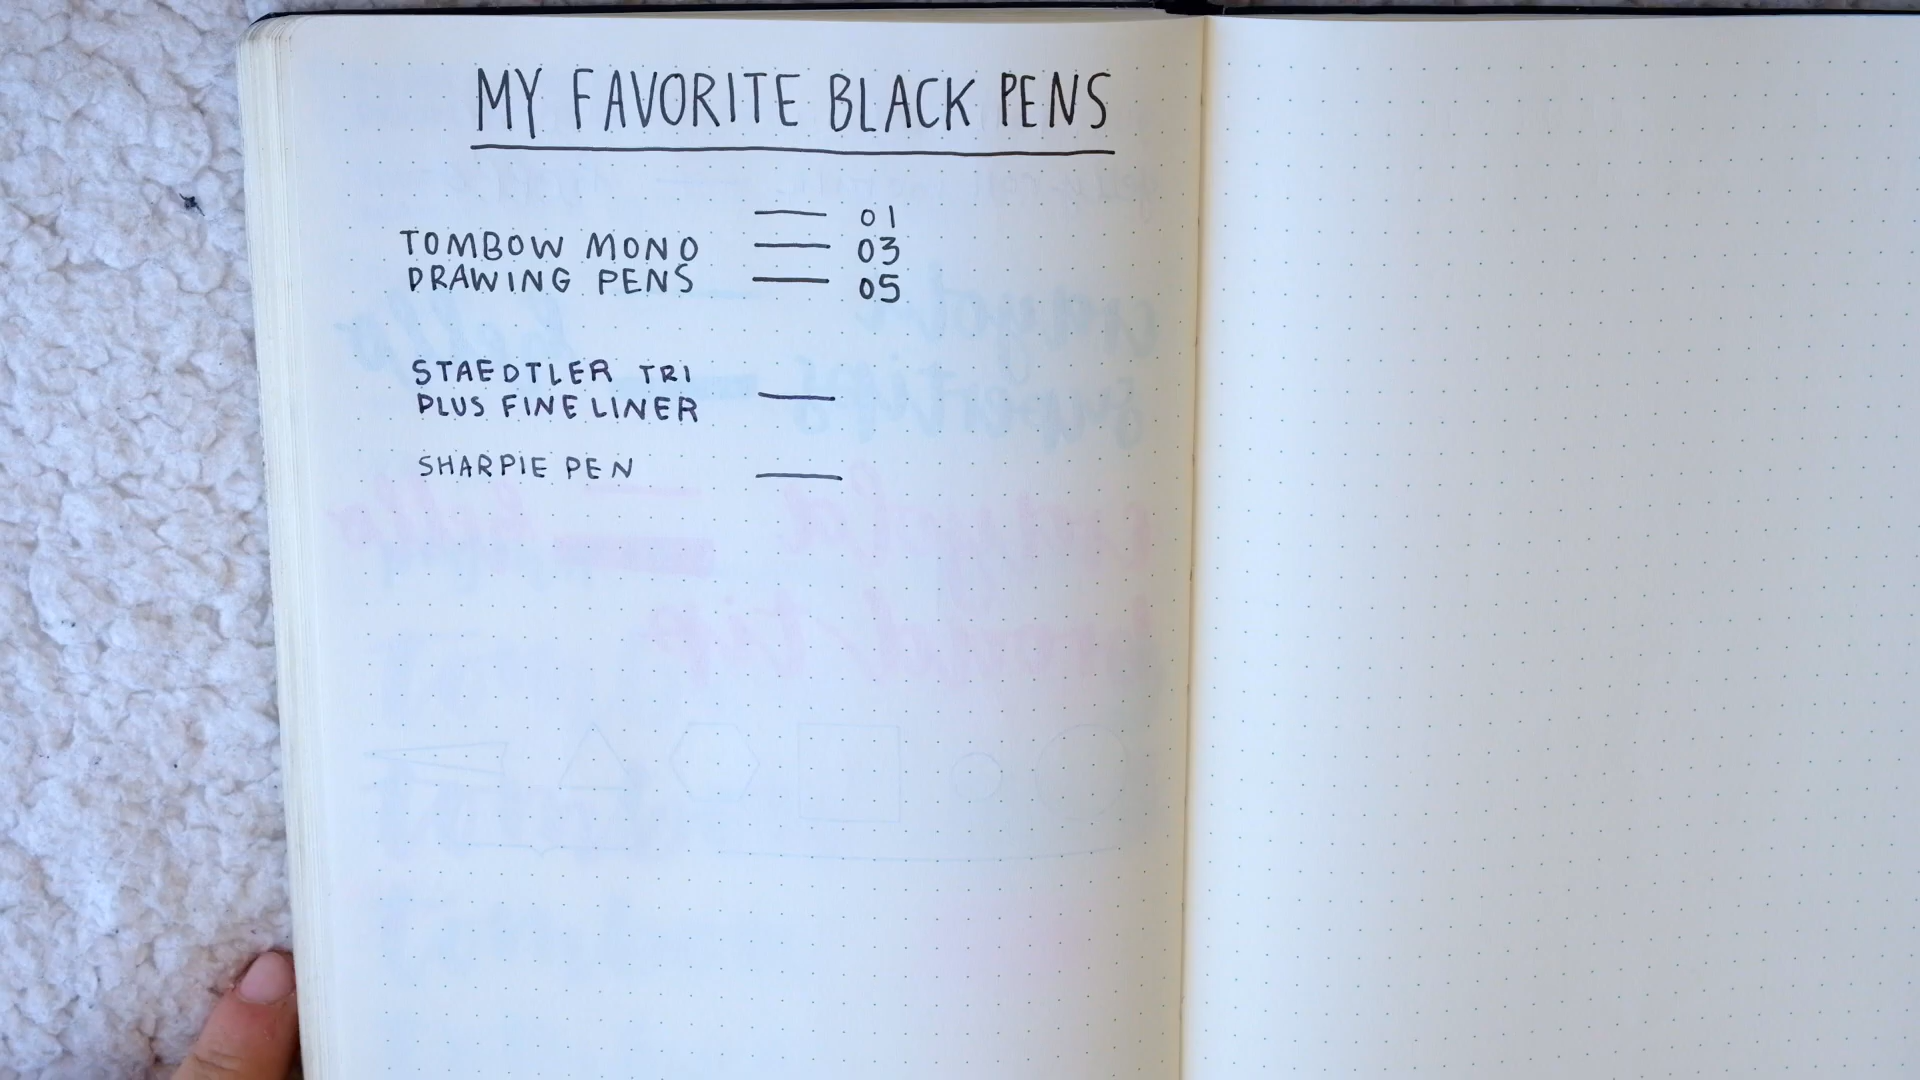 MY FAVORITE BLACK PENS
01
TOMBOW MONO 03
DRAWING PENS 05
STAEDTLER TRI
PLUS FINELINER
SHARPIE PEN